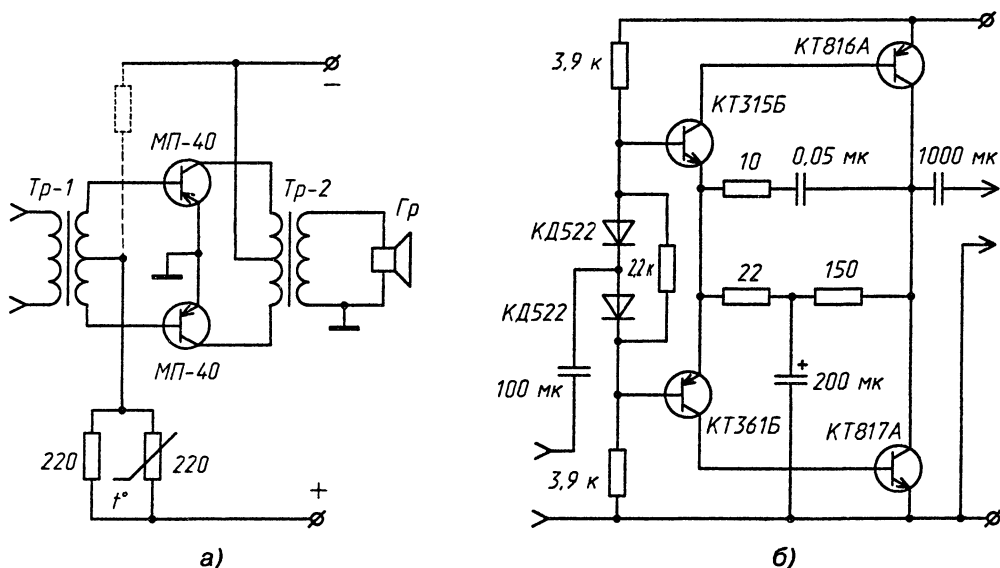 МП-40
Тр-1
Тр-2
Гр
МП-40
220
t°
220
−
+
а)
3,9 к
КТ816А
КТ315Б
10
0,05 мк
1000 мк
КД522
2,2 к
22
150
КД522
100 мк
+
200 мк
КТ361Б
КТ817А
3,9 к
б)